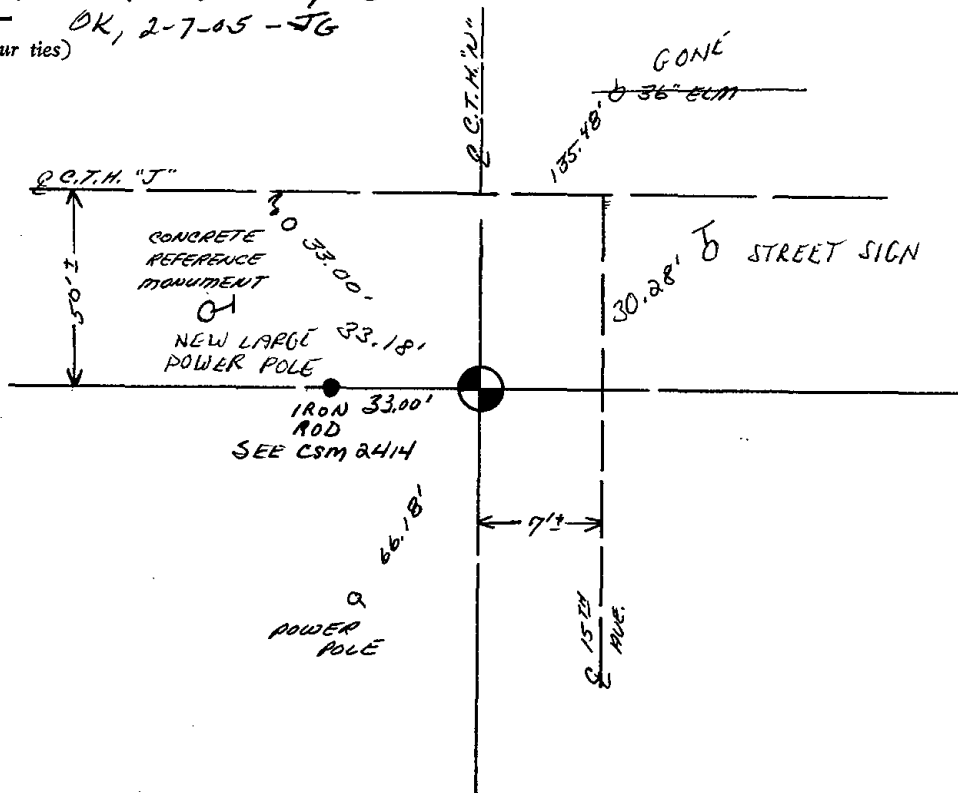 OK, 2-7-05 - JG
ur ties)
GONE
36" ELM
135.48'
℄ C.T.H. "N"
℄ C.T.H. "J"
50'±
CONCRETE
REFERENCE
MONUMENT
33.00'
NEW LARGE
POWER POLE
33.18'
30.28'
STREET SIGN
IRON
ROD
33.00'
SEE CSM 2414
66.18'
7'±
POWER
POLE
℄ 15TH
AVE.